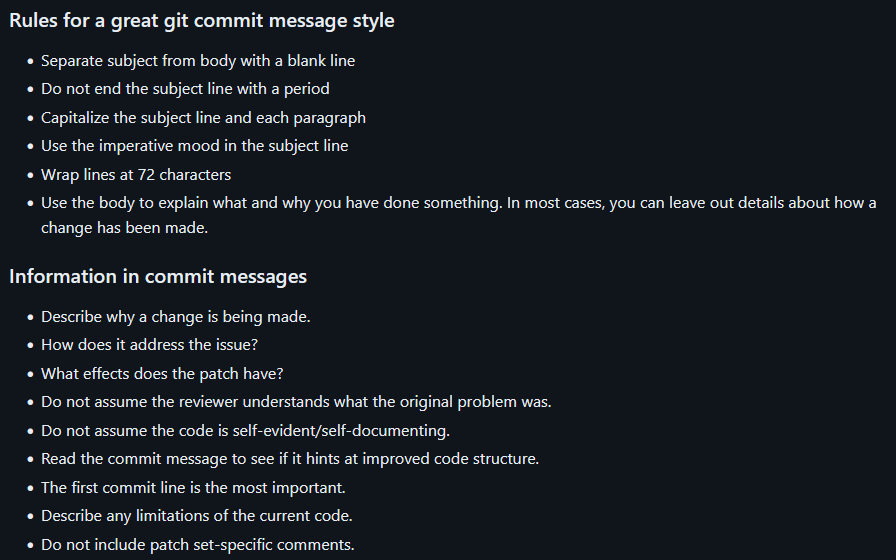 Rules for a great git commit message style
• Separate subject from body with a blank line
• Do not end the subject line with a period
• Capitalize the subject line and each paragraph
• Use the imperative mood in the subject line
• Wrap lines at 72 characters
• Use the body to explain what and why you have done something. In most cases, you can leave out details about how a
change has been made.
Information in commit messages
• Describe why a change is being made.
• How does it address the issue?
• What effects does the patch have?
• Do not assume the reviewer understands what the original problem was.
• Do not assume the code is self-evident/self-documenting.
• Read the commit message to see if it hints at improved code structure.
• The first commit line is the most important.
• Describe any limitations of the current code.
• Do not include patch set-specific comments.